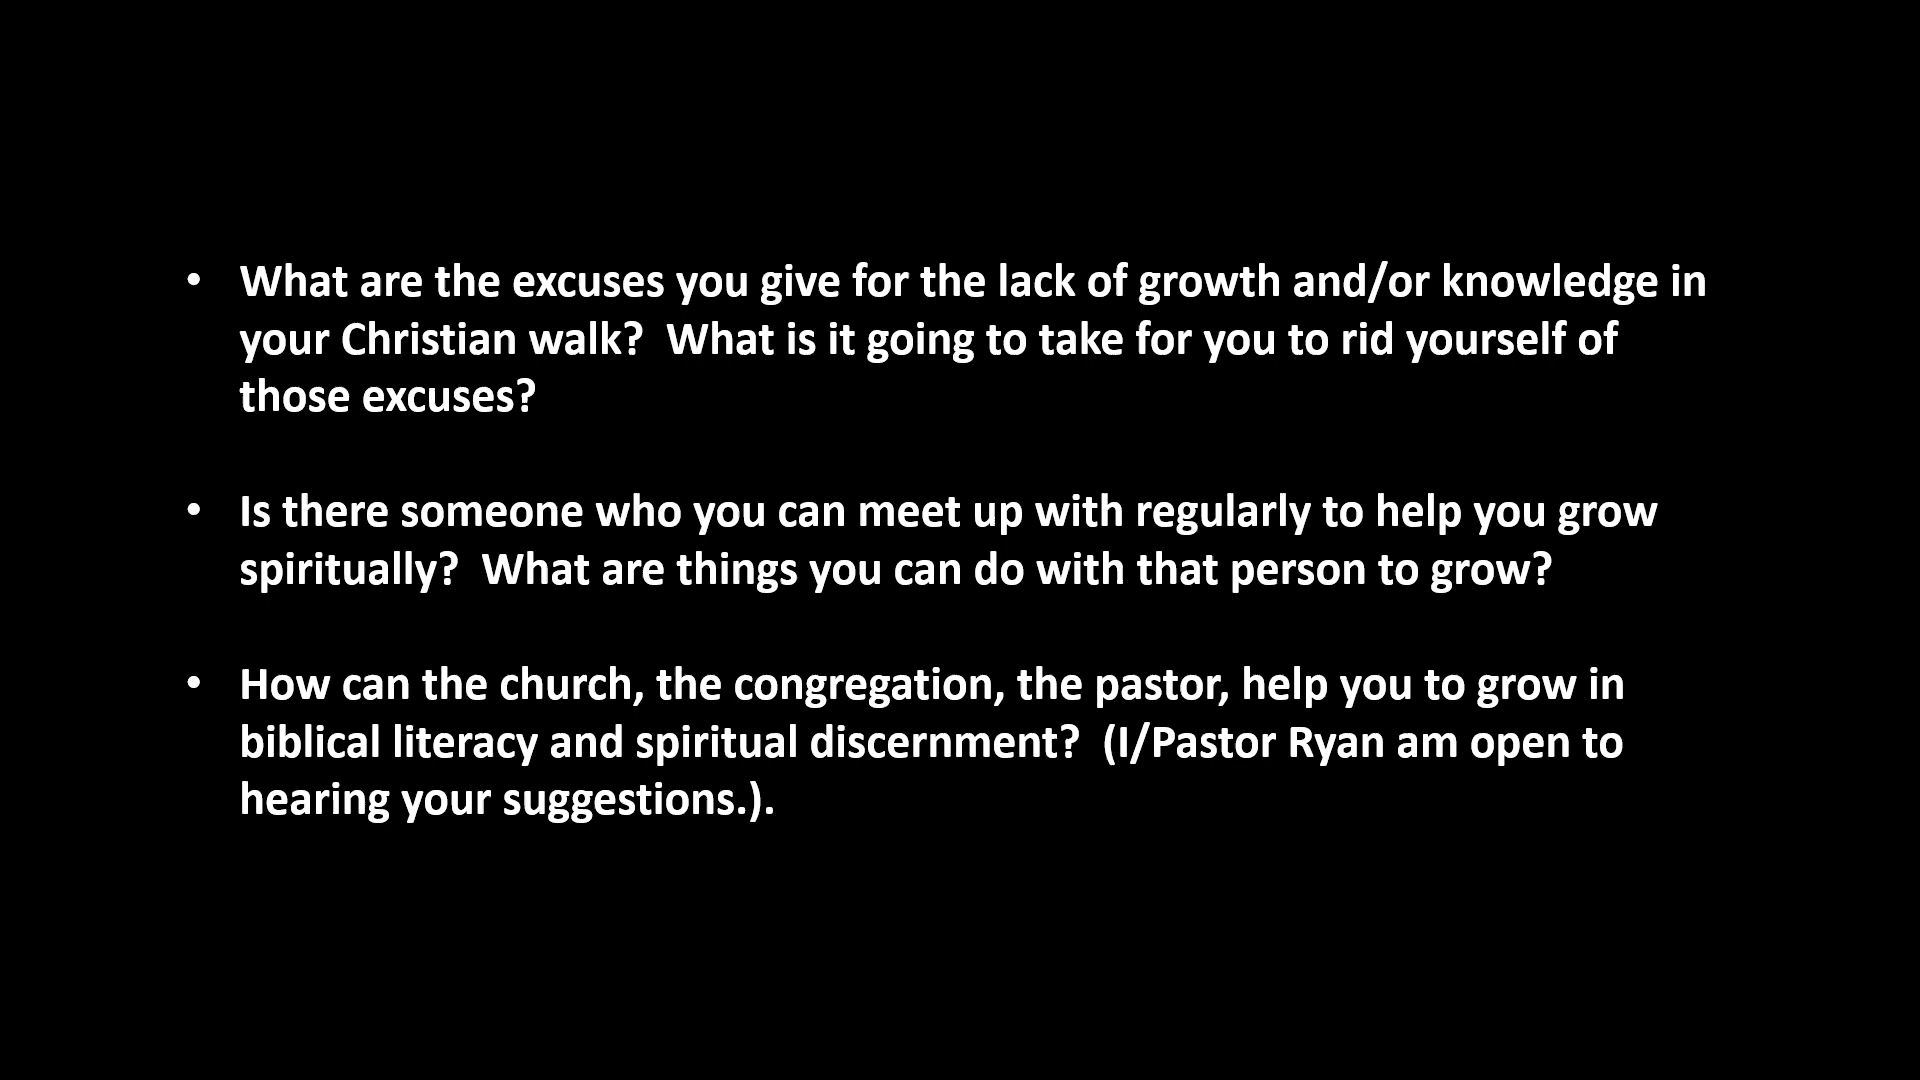 • What are the excuses you give for the lack of growth and/or knowledge in
your Christian walk?  What is it going to take for you to rid yourself of
those excuses?
• Is there someone who you can meet up with regularly to help you grow
spiritually?  What are things you can do with that person to grow?
• How can the church, the congregation, the pastor, help you to grow in
biblical literacy and spiritual discernment?  (I/Pastor Ryan am open to
hearing your suggestions.).